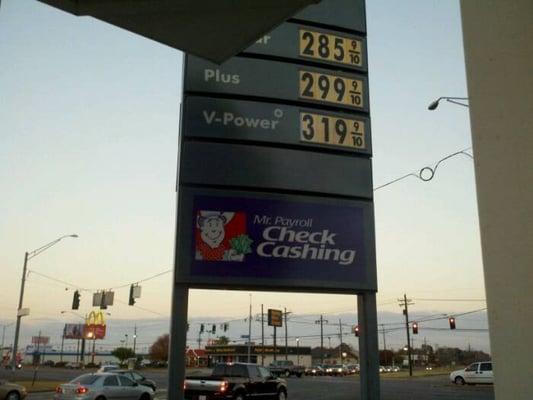 285 9/10
Plus 299 9/10
V-Power 319 9/10
Mr. Payroll
Check
Cashing